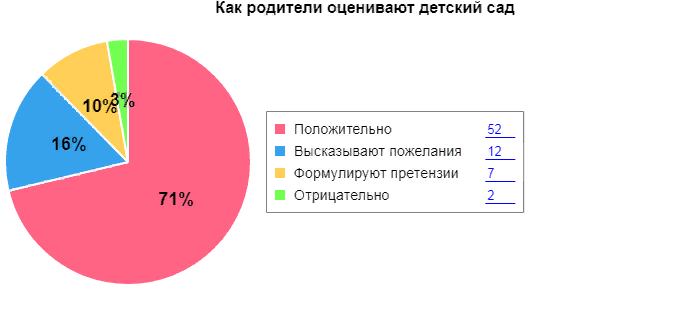 Как родители оценивают детский сад
3%
10%
16%
71%
Положительно 52
Высказывают пожелания 12
Формулируют претензии 7
Отрицательно 2